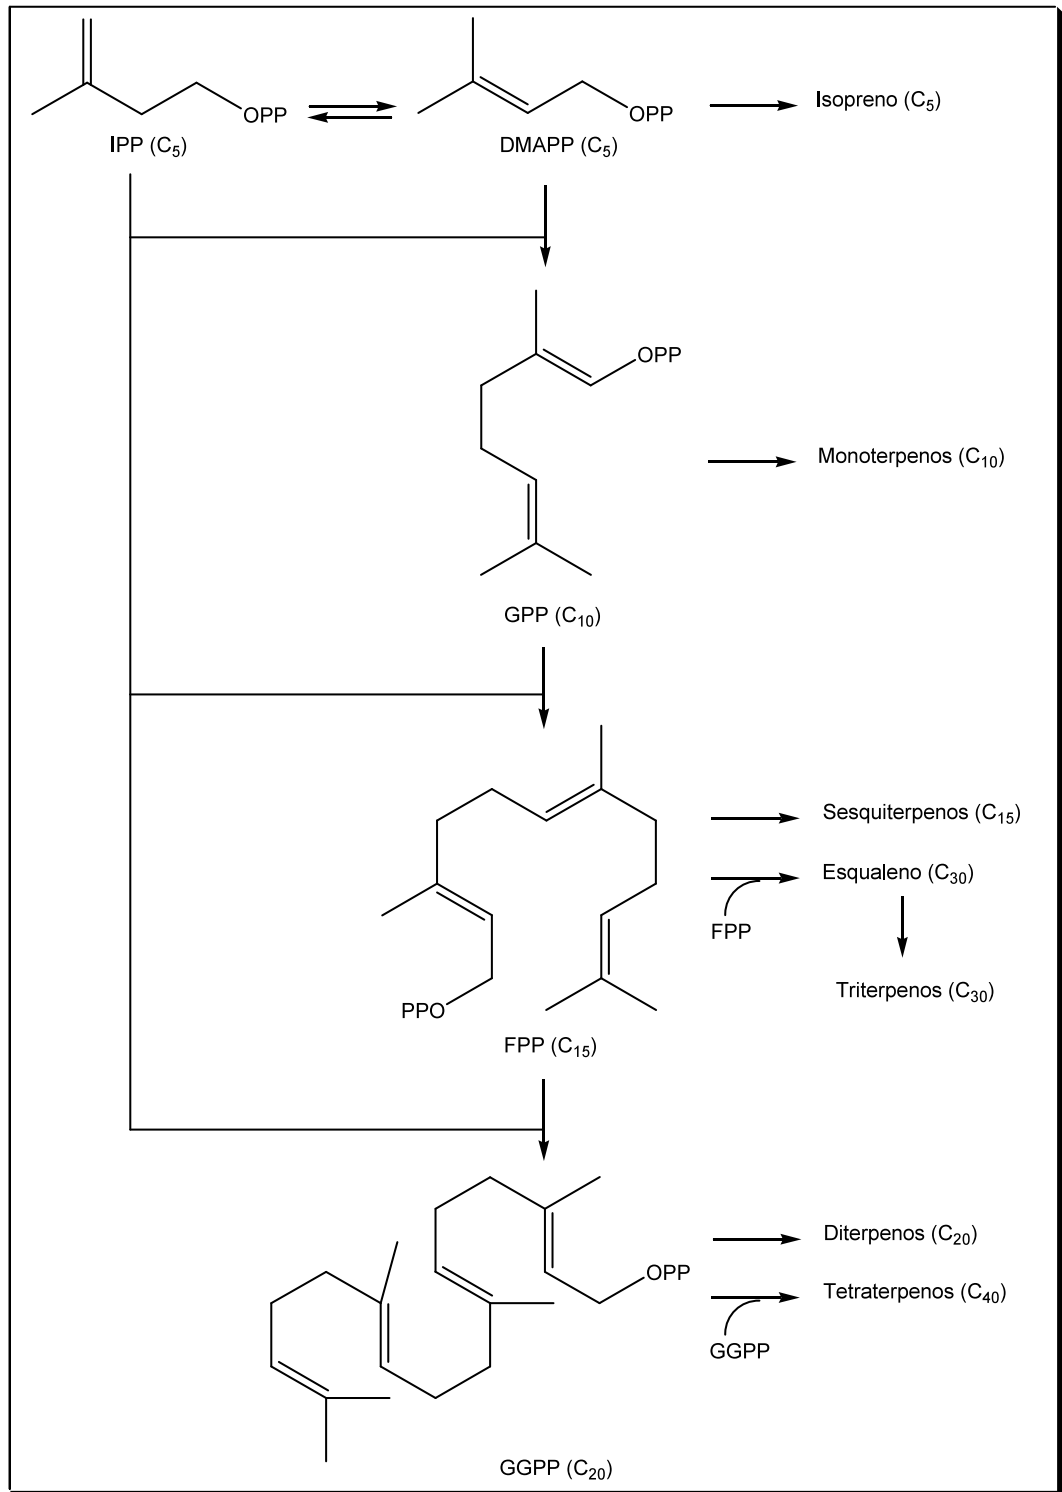 OPP
OPP
Isopreno (C5)
IPP (C5)
DMAPP (C5)
OPP
Monoterpenos (C10)
GPP (C10)
Sesquiterpenos (C15)
Esqualeno (C30)
FPP
Triterpenos (C30)
PPO
FPP (C15)
Diterpenos (C20)
OPP
Tetraterpenos (C40)
GGPP
GGPP (C20)